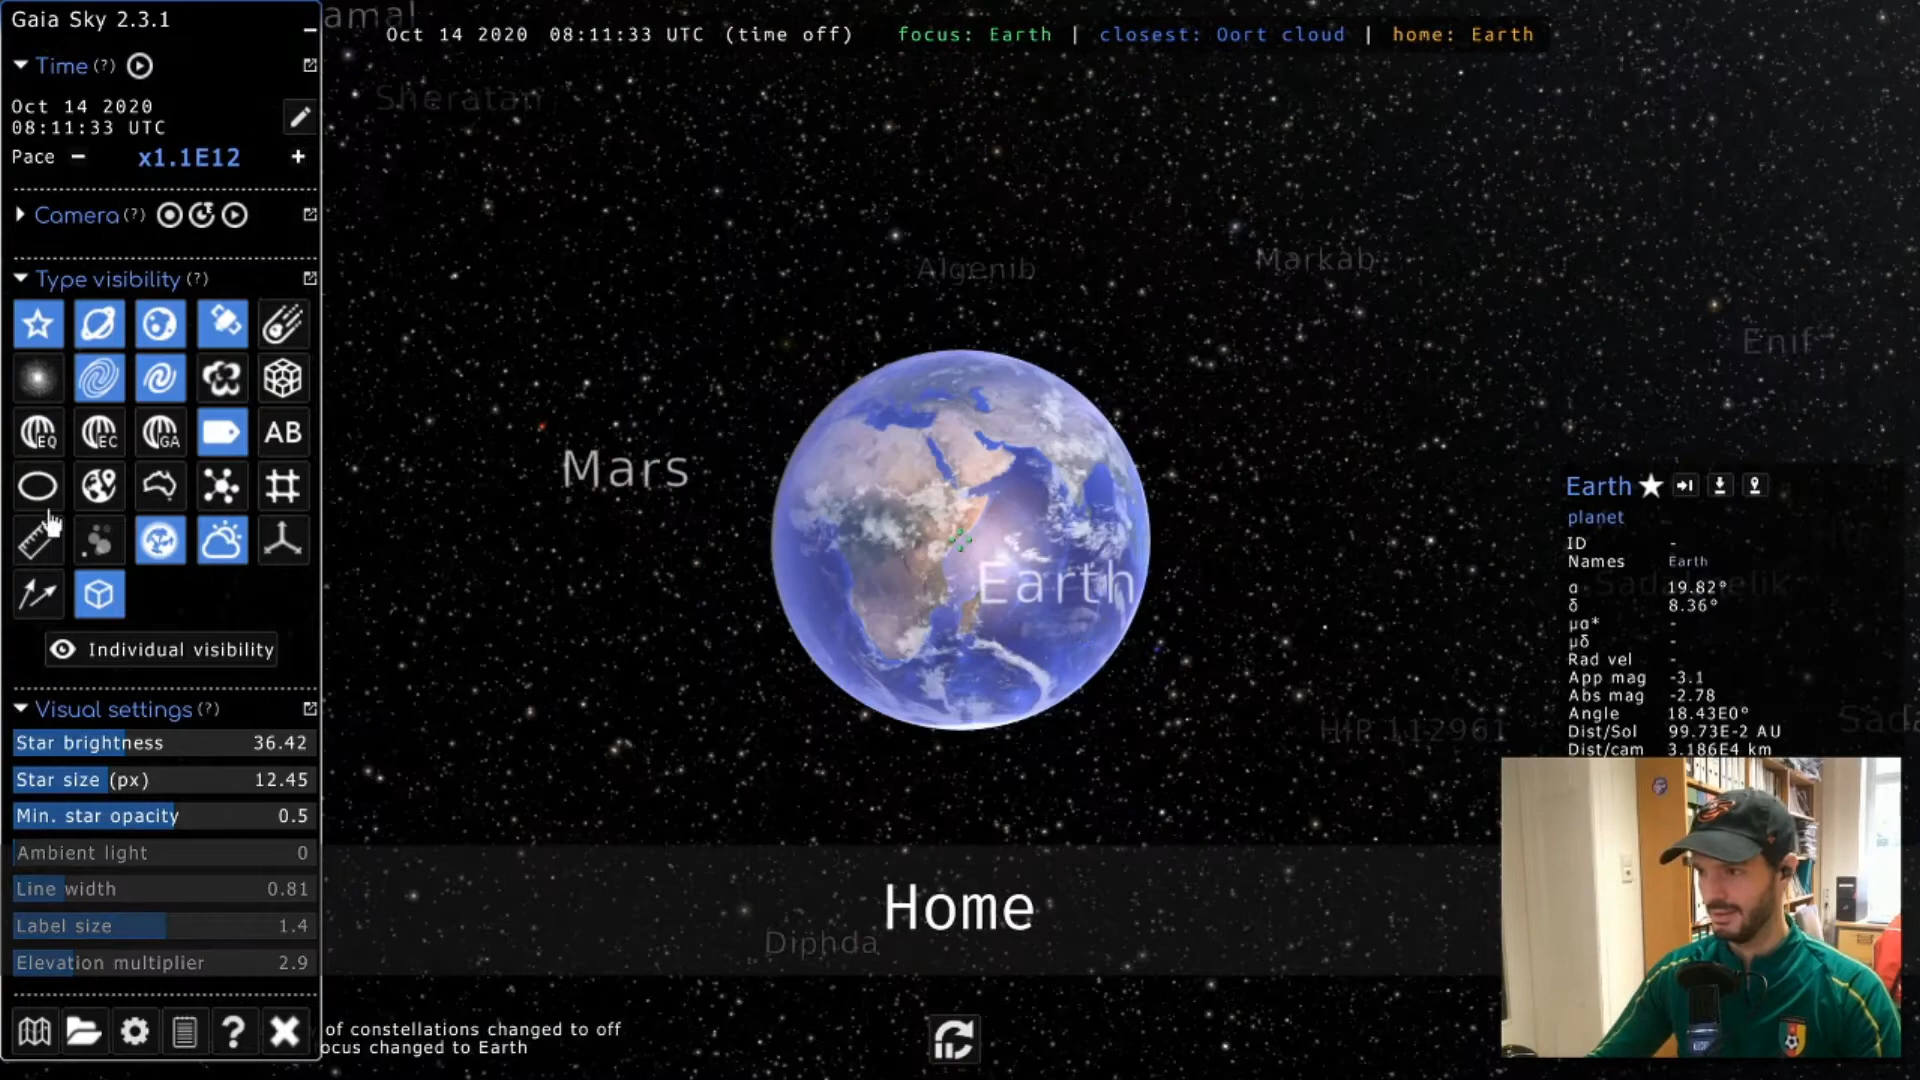 Gaia Sky 2.3.1
Time (?)
Oct 14 2020
08:11:33 UTC
Pace - x1.1E12 +
Camera (?)
Type visibility (?)
EQ EC GA AB
Individual visibility
Visual settings (?)
Star brightness 36.42
Star size (px) 12.45
Min. star opacity 0.5
Ambient light 0
Line width 0.81
Label size 1.4
Elevation multiplier 2.9
?
Oct 14 2020 08:11:33 UTC (time off) focus: Earth | closest: Oort cloud | home: Earth
amal
Sheratan
Algenib
Markab
Enif
Mars
Earth
HIP 112961
Diphda
Home
Earth
planet
ID -
Names Earth
α 19.82°
δ 8.36°
μα* -
μδ -
Rad vel -
App mag -3.1
Abs mag -2.78
Angle 18.43E0°
Dist/Sol 99.73E-2 AU
Dist/cam 3.186E4 km
of constellations changed to off
ocus changed to Earth